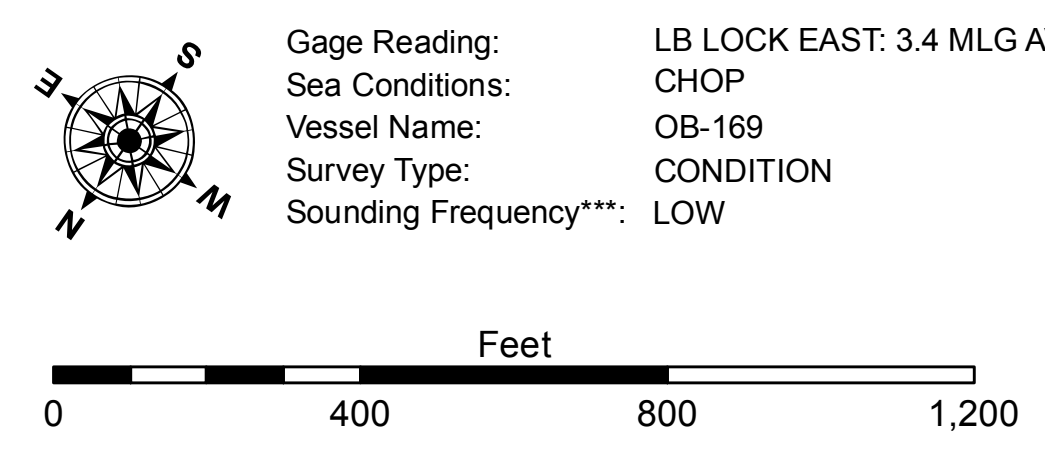 S
E
W
N
Gage Reading: LB LOCK EAST: 3.4 MLG
Sea Conditions: CHOP
Vessel Name: OB-169
Survey Type: CONDITION
Sounding Frequency***: LOW
Feet
0 400 800 1,200